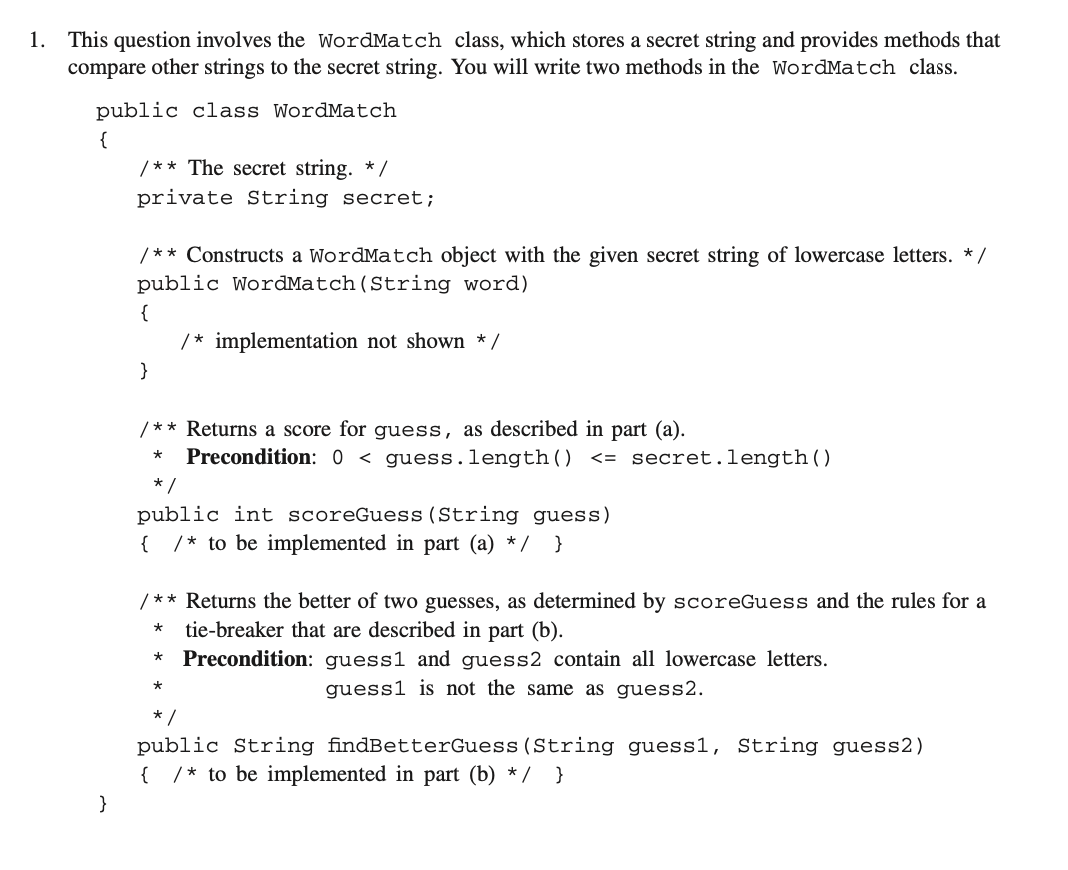 1. This question involves the WordMatch class, which stores a secret string and provides methods that
compare other strings to the secret string. You will write two methods in the WordMatch class.
public class WordMatch
{
/** The secret string. */
private String secret;
/** Constructs a WordMatch object with the given secret string of lowercase letters. */
public WordMatch(String word)
{
/* implementation not shown */
}
/** Returns a score for guess, as described in part (a).
* Precondition: 0 < guess.length() <= secret.length()
*/
public int scoreGuess(String guess)
{ /* to be implemented in part (a) */ }
/** Returns the better of two guesses, as determined by scoreGuess and the rules for a
* tie-breaker that are described in part (b).
* Precondition: guess1 and guess2 contain all lowercase letters.
* guess1 is not the same as guess2.
*/
public String findBetterGuess(String guess1, String guess2)
{ /* to be implemented in part (b) */ }
}